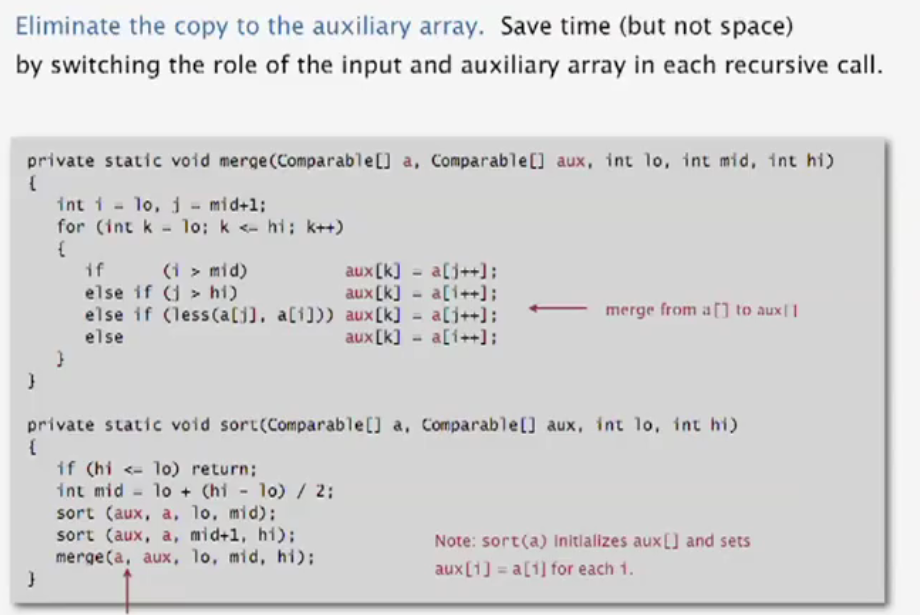 Eliminate the copy to the auxiliary array. Save time (but not space)
by switching the role of the input and auxiliary array in each recursive call.
private static void merge(Comparable[] a, Comparable[] aux, int lo, int mid, int hi)
{
int i = lo, j = mid+1;
for (int k = lo; k <= hi; k++)
{
if (i > mid) aux[k] = a[j++];
else if (j > hi) aux[k] = a[i++];
else if (less(a[j], a[i])) aux[k] = a[j++];
merge from a[] to aux[]
else aux[k] = a[i++];
}
}
private static void sort(Comparable[] a, Comparable[] aux, int lo, int hi)
{
if (hi <= lo) return;
int mid = lo + (hi - lo) / 2;
sort (aux, a, lo, mid);
sort (aux, a, mid+1, hi);
merge(a, aux, lo, mid, hi);
}
Note: sort(a) initializes aux[] and sets
aux[i] = a[i] for each i.